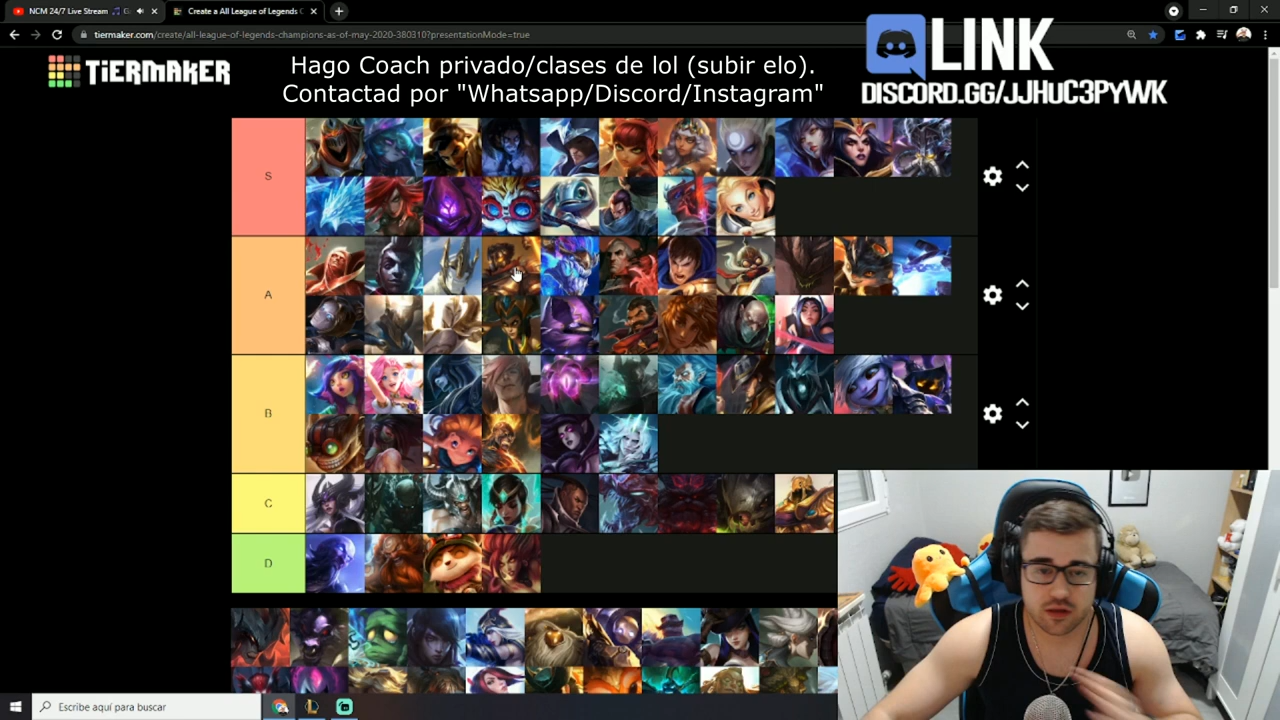 NCM 24/7 Live Stream
Create a All League of Legends C
tiermaker.com/create/all-league-of-legends-champions-as-of-may-2020-380310?presentationMode=true
TiERMAKER
Hago Coach privado/clases de lol (subir elo).
Contactad por "Whatsapp/Discord/Instagram"
LINK
DISCORD.GG/JJHUC3PYWK
S
A
B
C
D
Escribe aquí para buscar